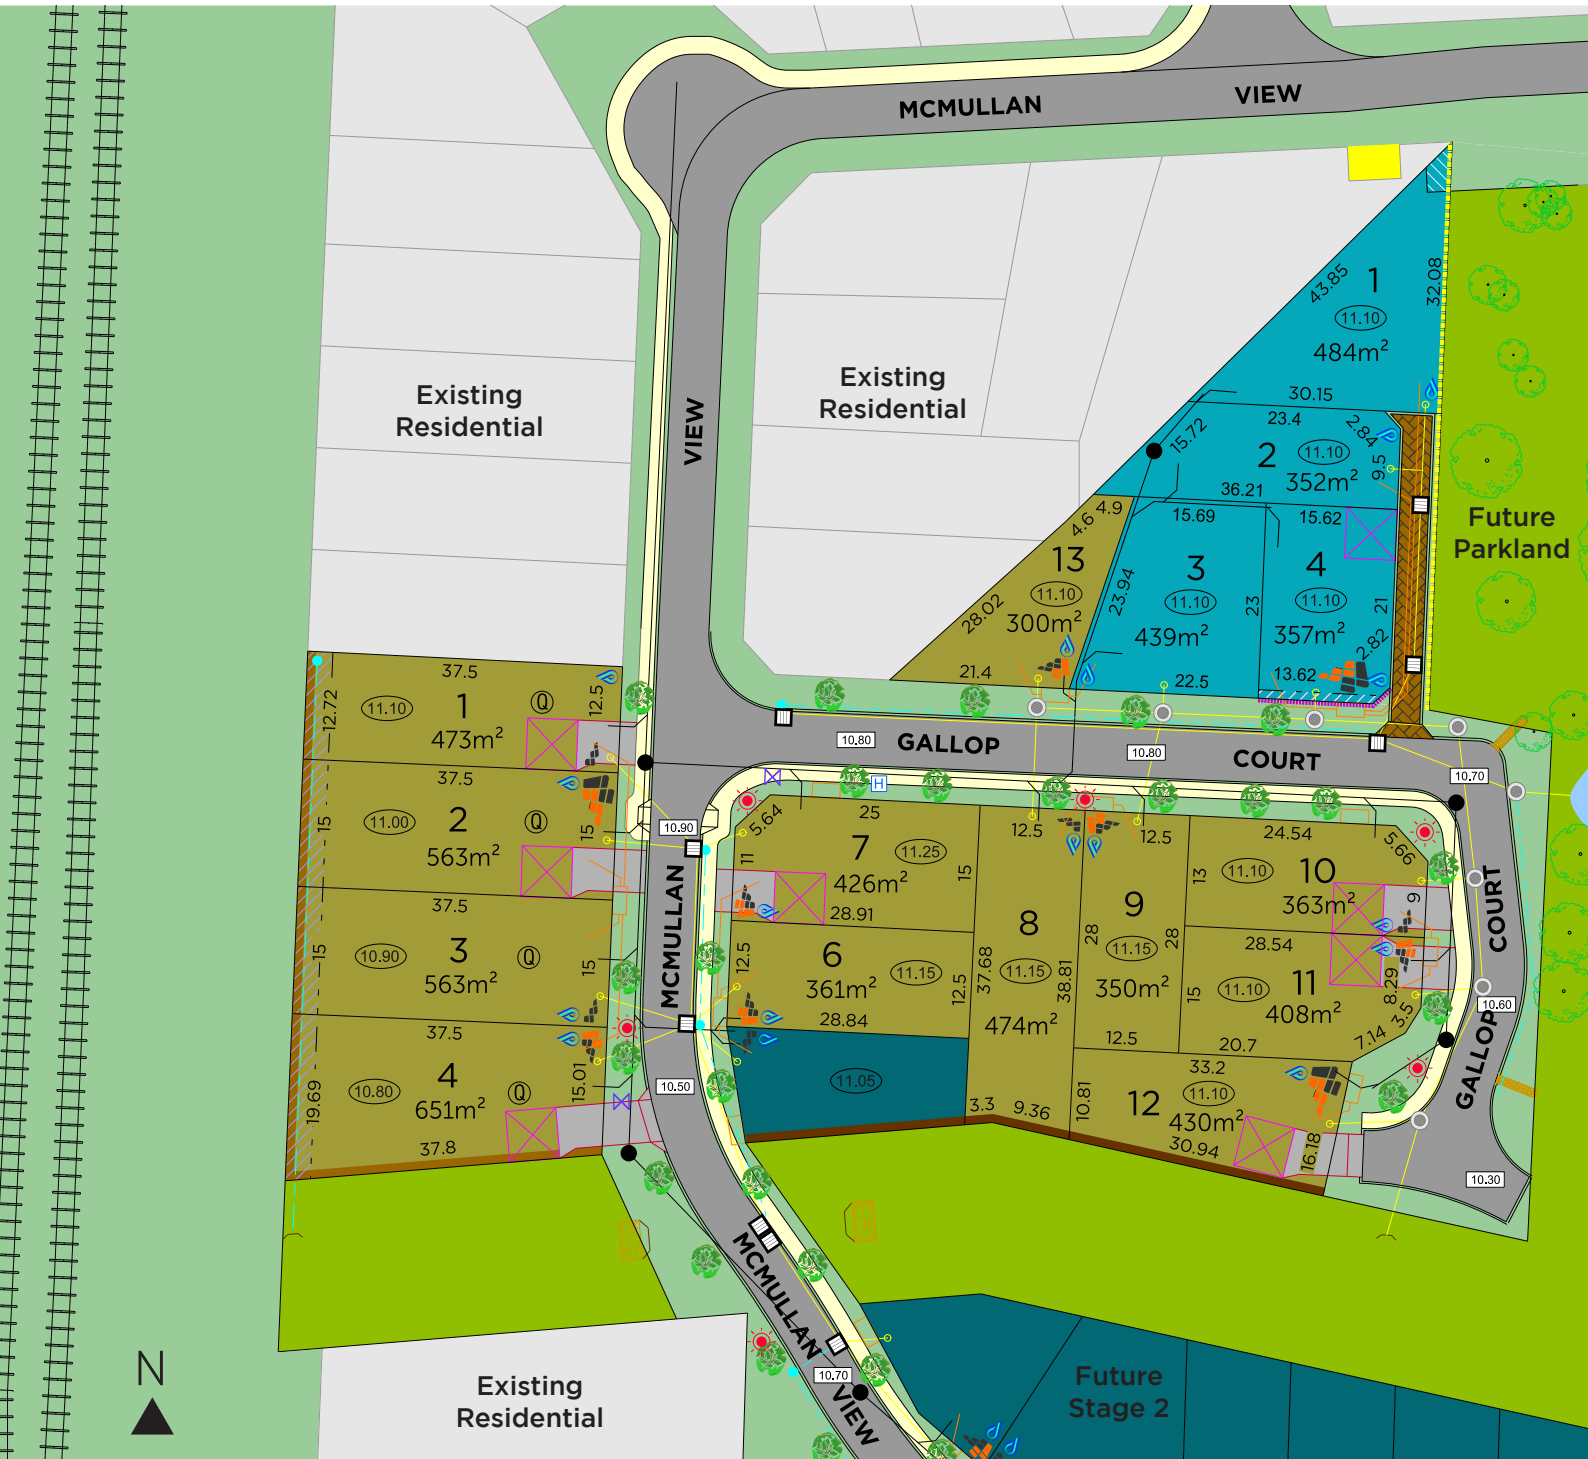 MCMULLAN VIEW
43.85
1
32.08
11.10
484m²
30.15
Existing
Residential
Existing
Residential
VIEW
15.72
23.4
2.84
2
11.10
9.5
36.21
352m²
4.6
4.9
15.69
15.62
Future
Parkland
13
11.10
28.02
300m²
21.4
23.94
3
11.10
439m²
22.5
23
4
11.10
357m²
21
2.82
13.62
37.5
12.72
11.10
1
Q
12.5
473m²
37.5
15
11.00
2
Q
15
563m²
37.5
15
10.90
3
Q
15
563m²
37.5
19.69
10.80
4
Q
15.01
651m²
37.8
10.80
GALLOP COURT
10.80
10.70
H
10.90
MCMULLAN
5.64
25
11
7
11.25
15
426m²
28.91
12.5
6
11.15
361m²
12.5
28.84
11.05
12.5
8
11.15
37.68
38.81
474m²
3.3
9.36
12.5
9
11.15
28
28
350m²
12.5
24.54
5.66
13
11.10
10
363m²
9
28.54
15
11.10
11
408m²
8.29
3.5
7.14
20.7
33.2
10.81
12
11.10
430m²
30.94
16.18
COURT
10.60
GALLOP
10.30
10.50
MCMULLAN
10.70
VIEW
N
Existing
Residential
Future
Stage 2